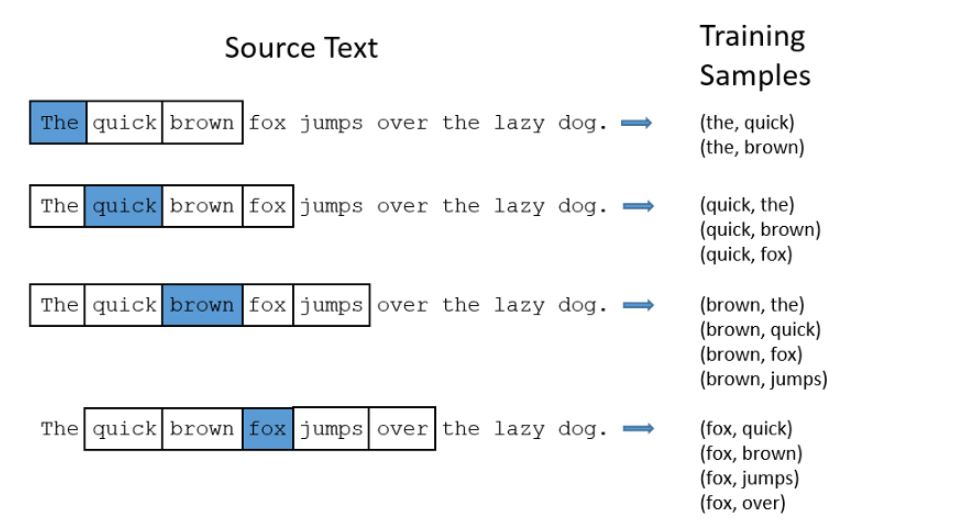 Source Text
Training
Samples
The quick brown fox jumps over the lazy dog.
(the, quick)
(the, brown)
The quick brown fox jumps over the lazy dog.
(quick, the)
(quick, brown)
(quick, fox)
The quick brown fox jumps over the lazy dog.
(brown, the)
(brown, quick)
(brown, fox)
(brown, jumps)
The quick brown fox jumps over the lazy dog.
(fox, quick)
(fox, brown)
(fox, jumps)
(fox, over)